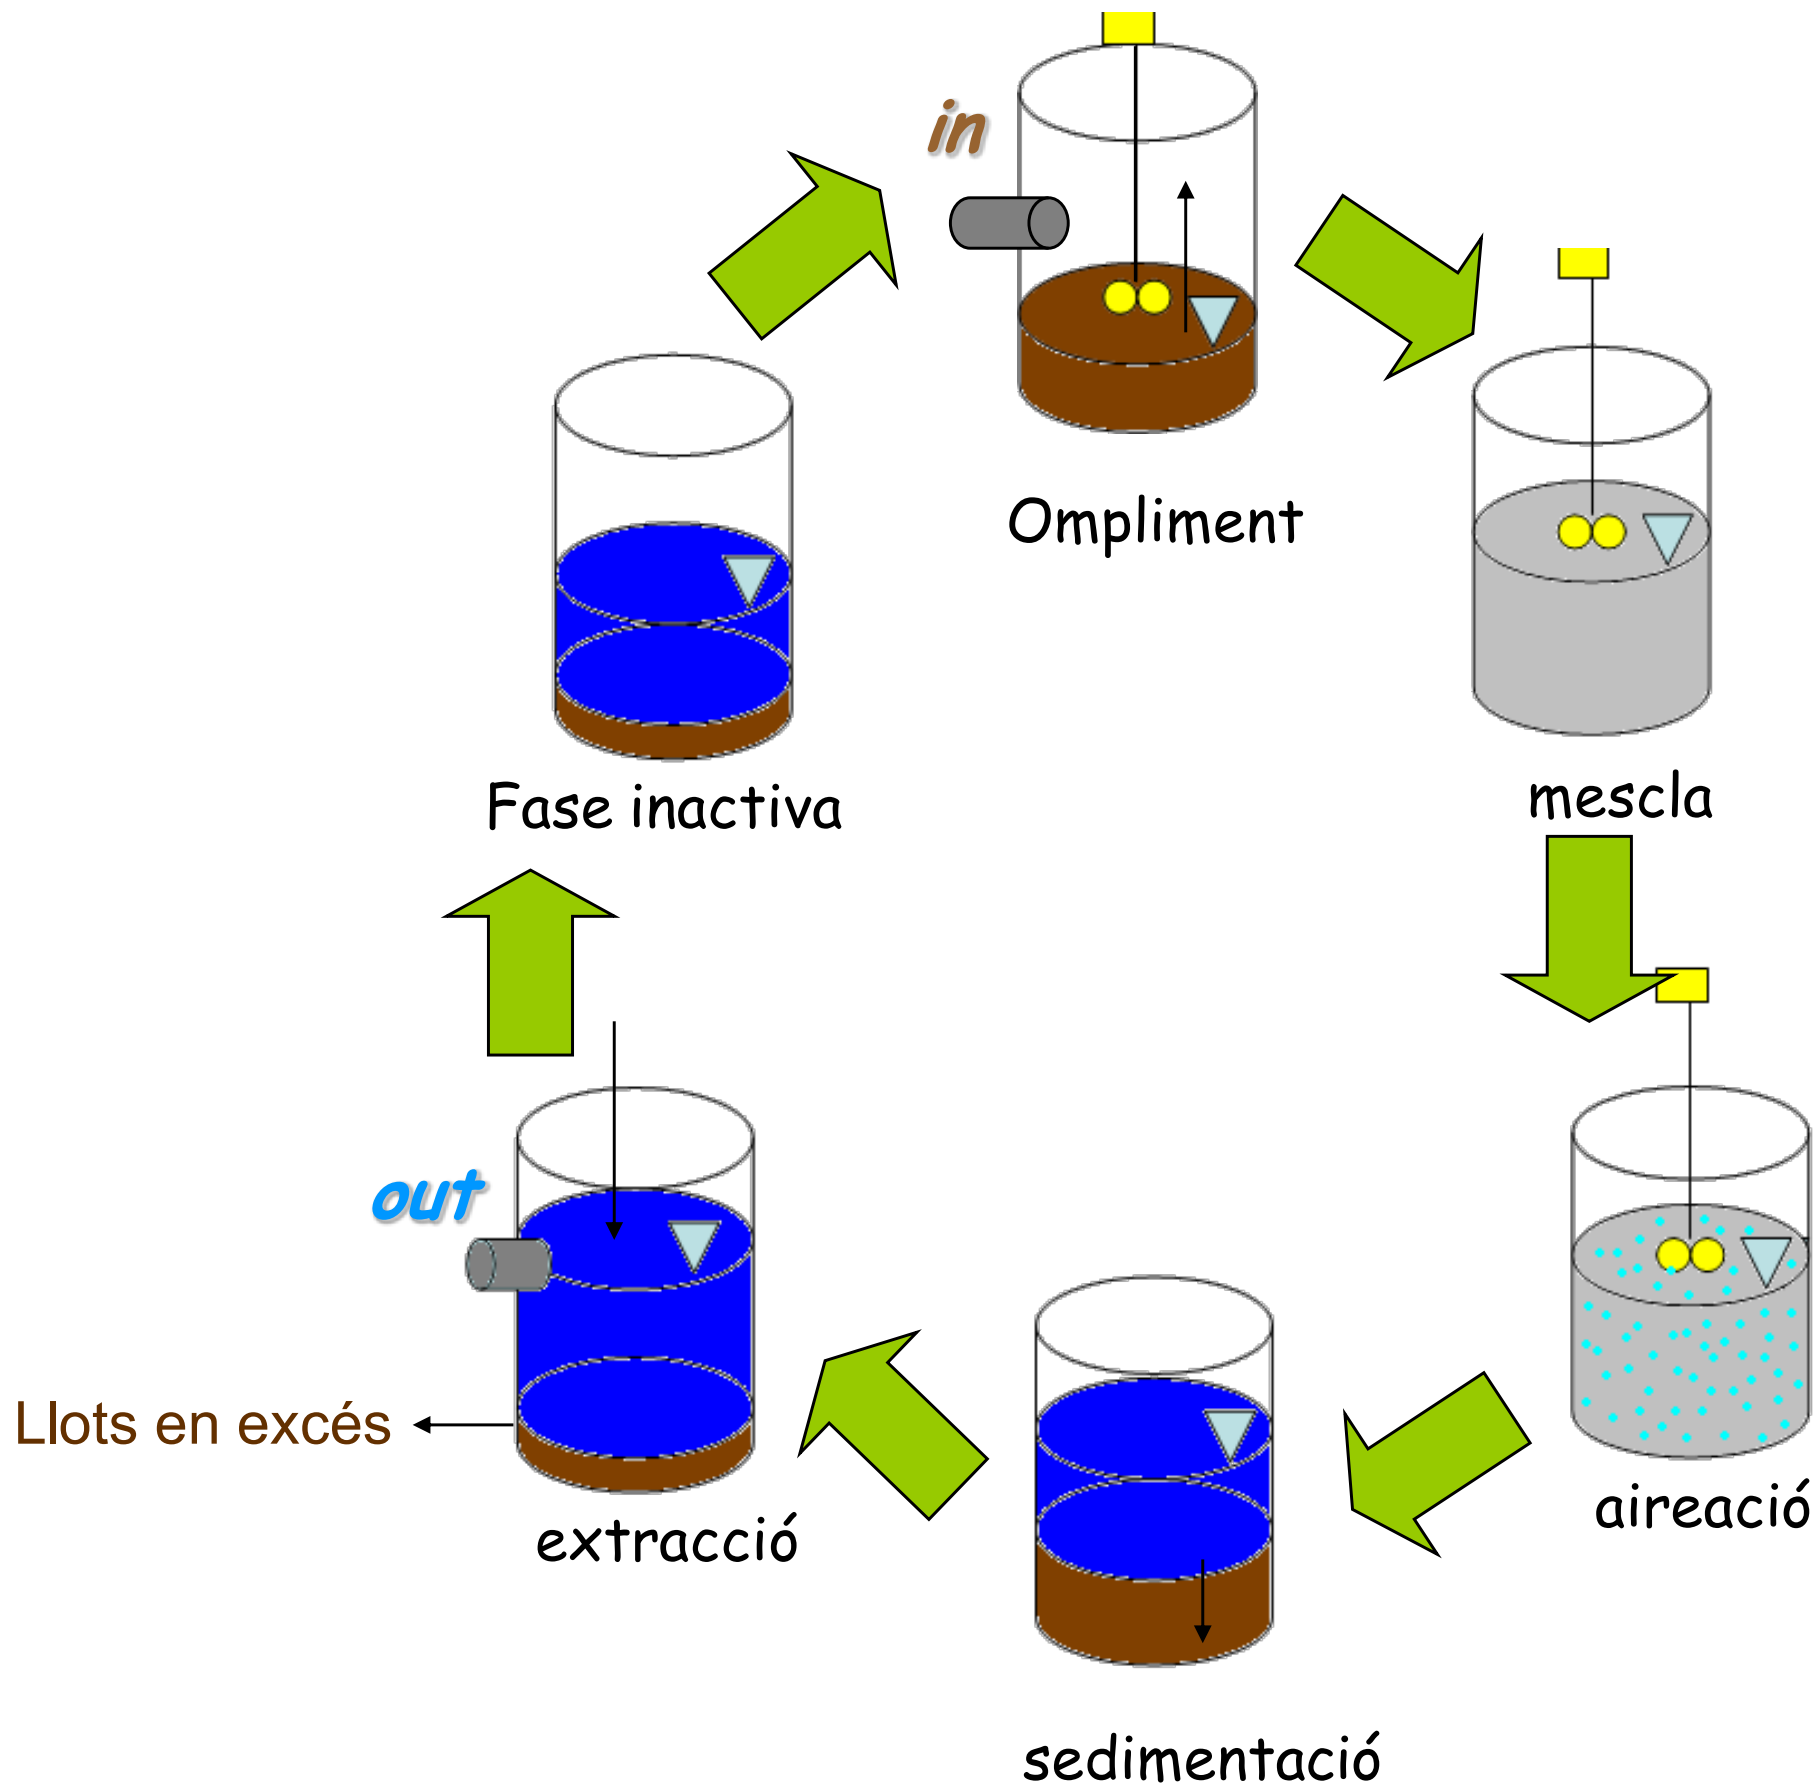 in
Ompliment
mescla
Fase inactiva
out
Llots en excés
aireació
extracció
sedimentació